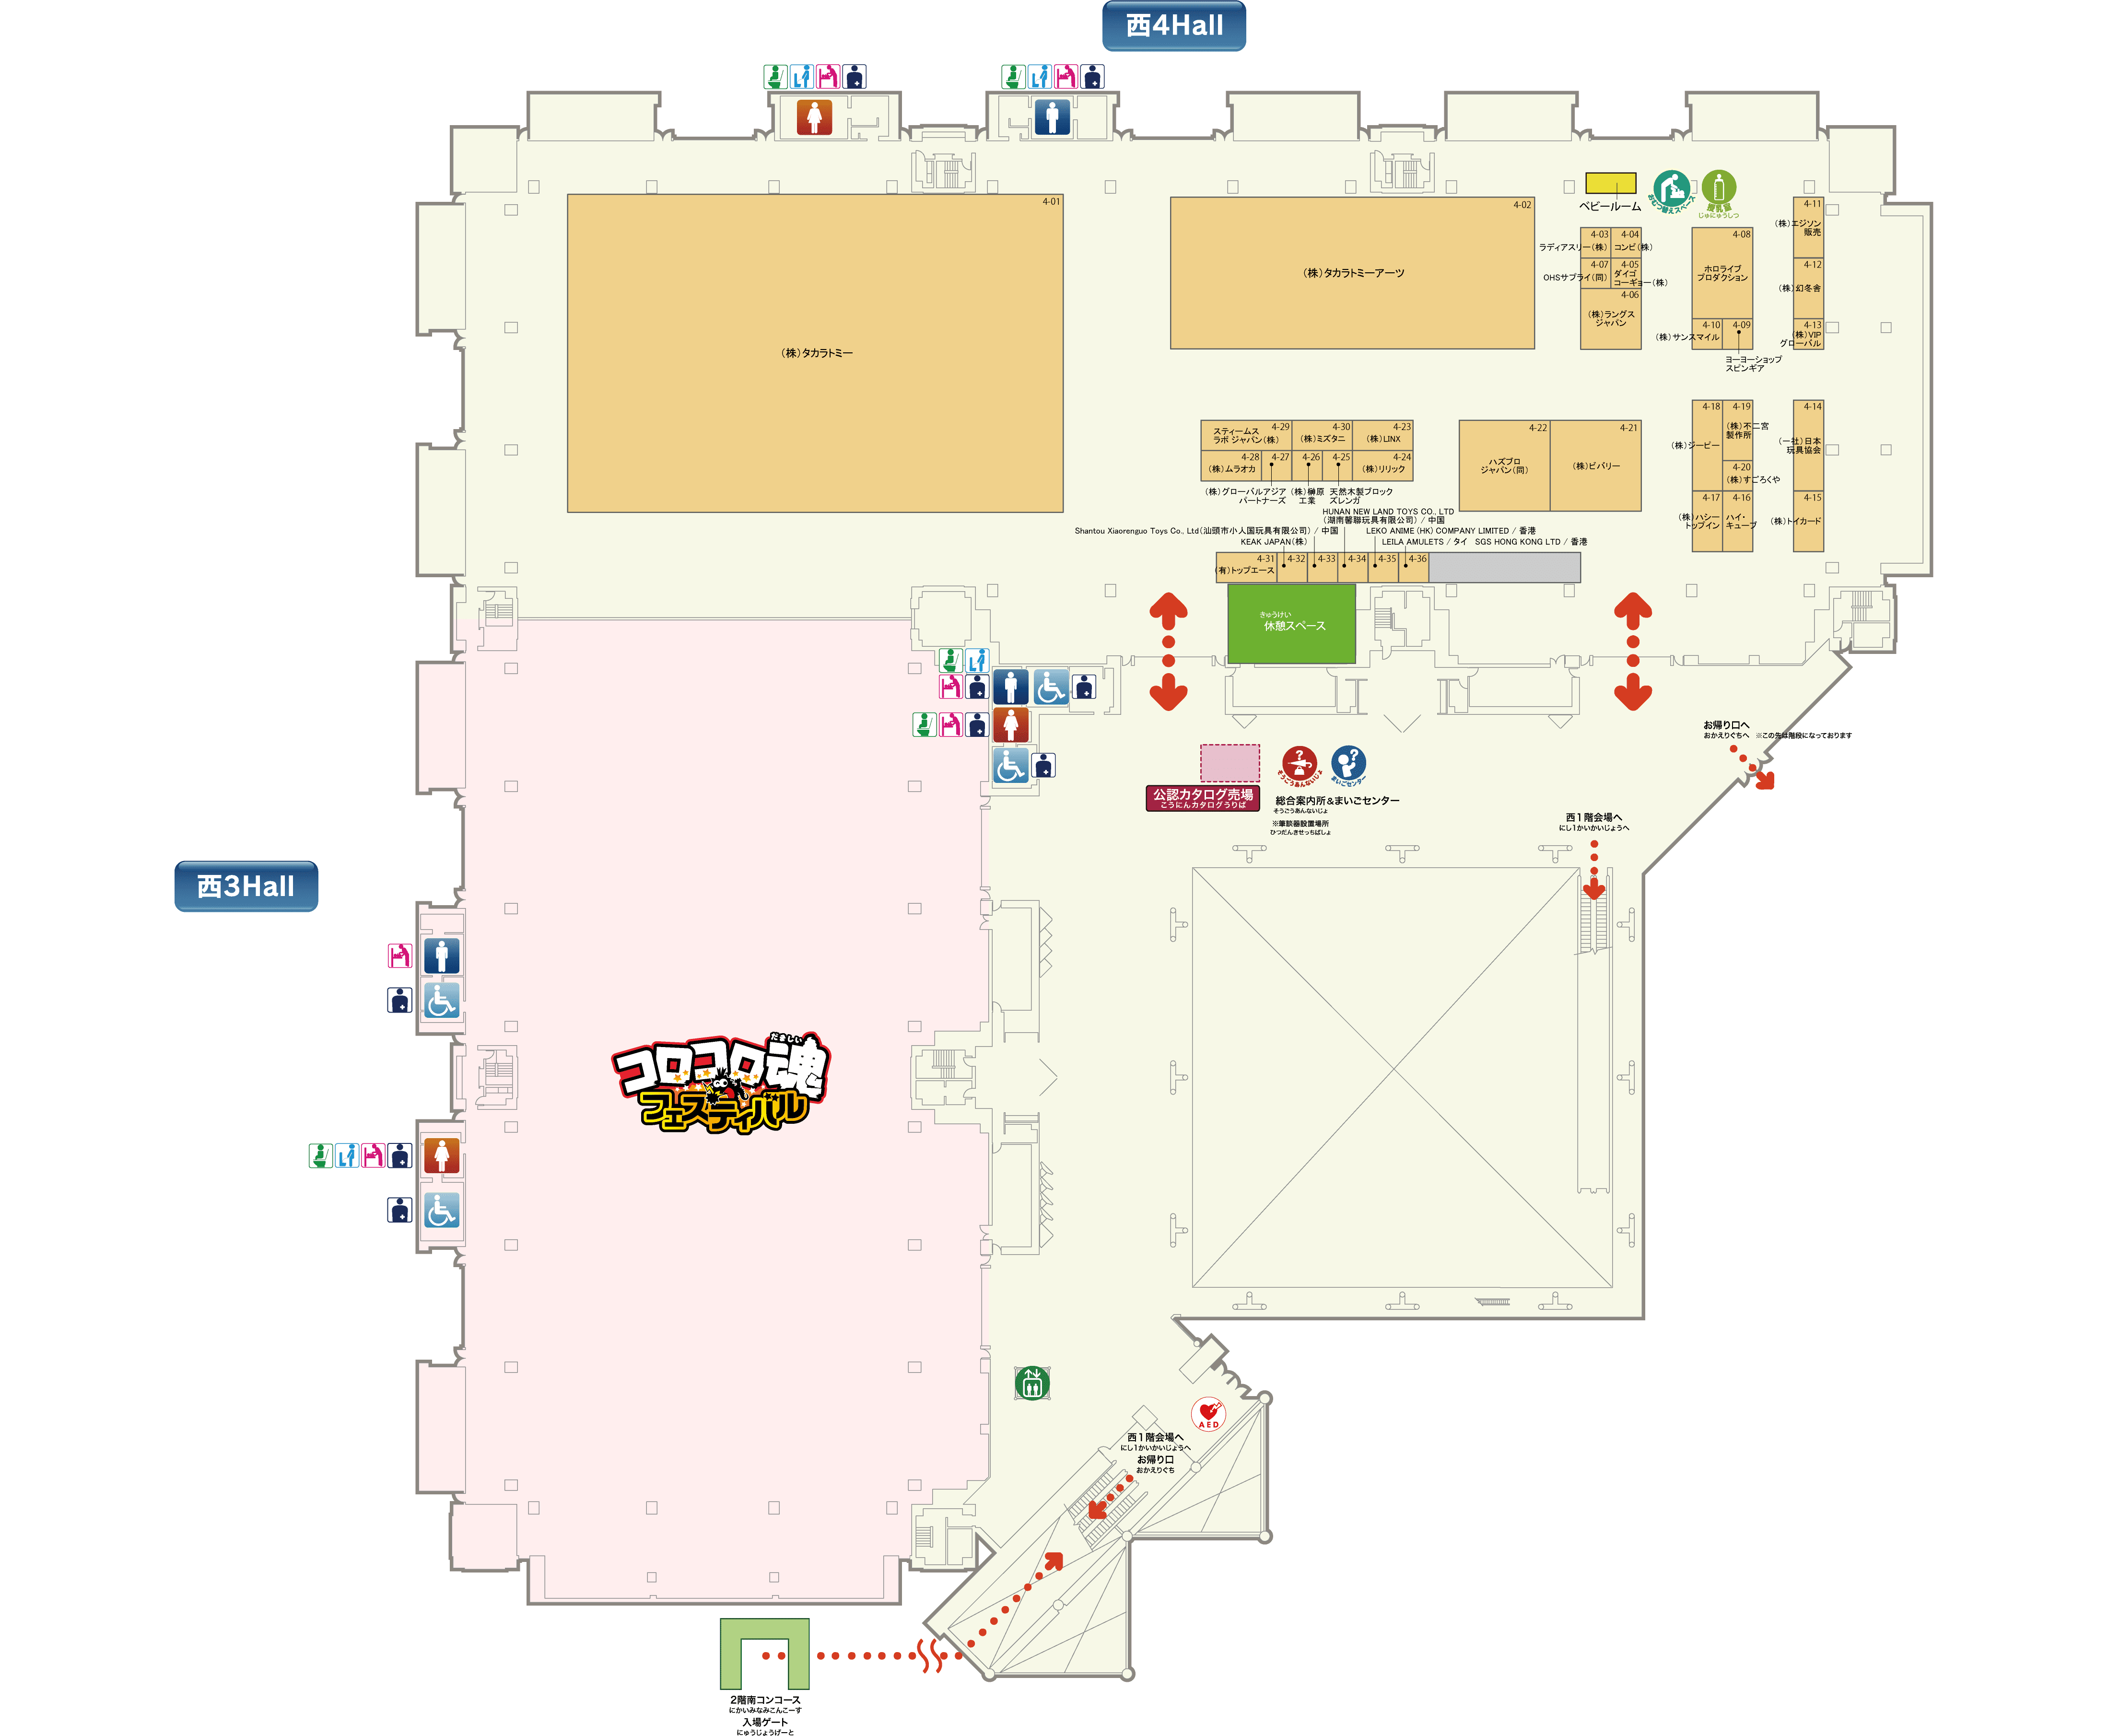 西4Hall
4-01
(株)タカラトミー
4-02
(株)タカラトミーアーツ
ベビールーム
おむつ替えスペース
授乳室
じゅにゅうしつ
4-03
ラディアスリー(株)
4-04
コンビ(株)
4-07
OHSサプライ(同)
4-05
ダイゴ
コーギョー(株)
4-06
(株)ラングス
ジャパン
4-08
ホロライブ
プロダクション
4-10
(株)サンスマイル
4-09
ヨーヨーショップ
スピンギア
4-11
(株)エジソン
販売
4-12
(株)幻冬舎
4-13
(株)VIP
グローバル
4-29
スティームス
ラボ ジャパン(株)
4-30
(株)ミズタニ
4-23
(株)LINX
4-28
(株)ムラオカ
4-27
4-26
4-25
4-24
(株)リリック
(株)グローバルアジア
パートナーズ
(株)榊原
工業
天然木製ブロック
ズレンガ
4-22
ハズブロ
ジャパン(同)
4-21
(株)ビバリー
4-18
(株)ジービー
4-19
(株)不二宮
製作所
4-20
(株)すごろくや
4-17
(株)ハシー
トップイン
4-16
ハイ・
キューブ
4-14
(一社)日本
玩具協会
4-15
(株)トイカード
HUNAN NEW LAND TOYS CO., LTD
(湖南馨聯玩具有限公司) / 中国
Shantou Xiaorenguo Toys Co., Ltd(汕頭市小人国玩具有限公司) / 中国
LEKO ANIME (HK) COMPANY LIMITED / 香港
KEAK JAPAN(株)
LEILA AMULETS / タイ
SGS HONG KONG LTD / 香港
4-31
(有)トップエース
4-32
4-33
4-34
4-35
4-36
きゅうけい
休憩スペース
お帰り口へ
おかえりぐちへ ※この先は階段になっております
公認カタログ売場
こうにんカタログうりば
そうごうあんないじょ
まいごセンター
総合案内所&まいごセンター
そうごうあんないじょ
※筆談器設置場所
ひつだんきせっちばしょ
西1階会場へ
にし1かいかいじょうへ
西3Hall
だましい
コロコロ魂
フェスティバル
AED
西1階会場へ
にし1かいかいじょうへ
お帰り口
おかえりぐち
2階南コンコース
にかいみなみこんこーす
入場ゲート
にゅうじょうげーと